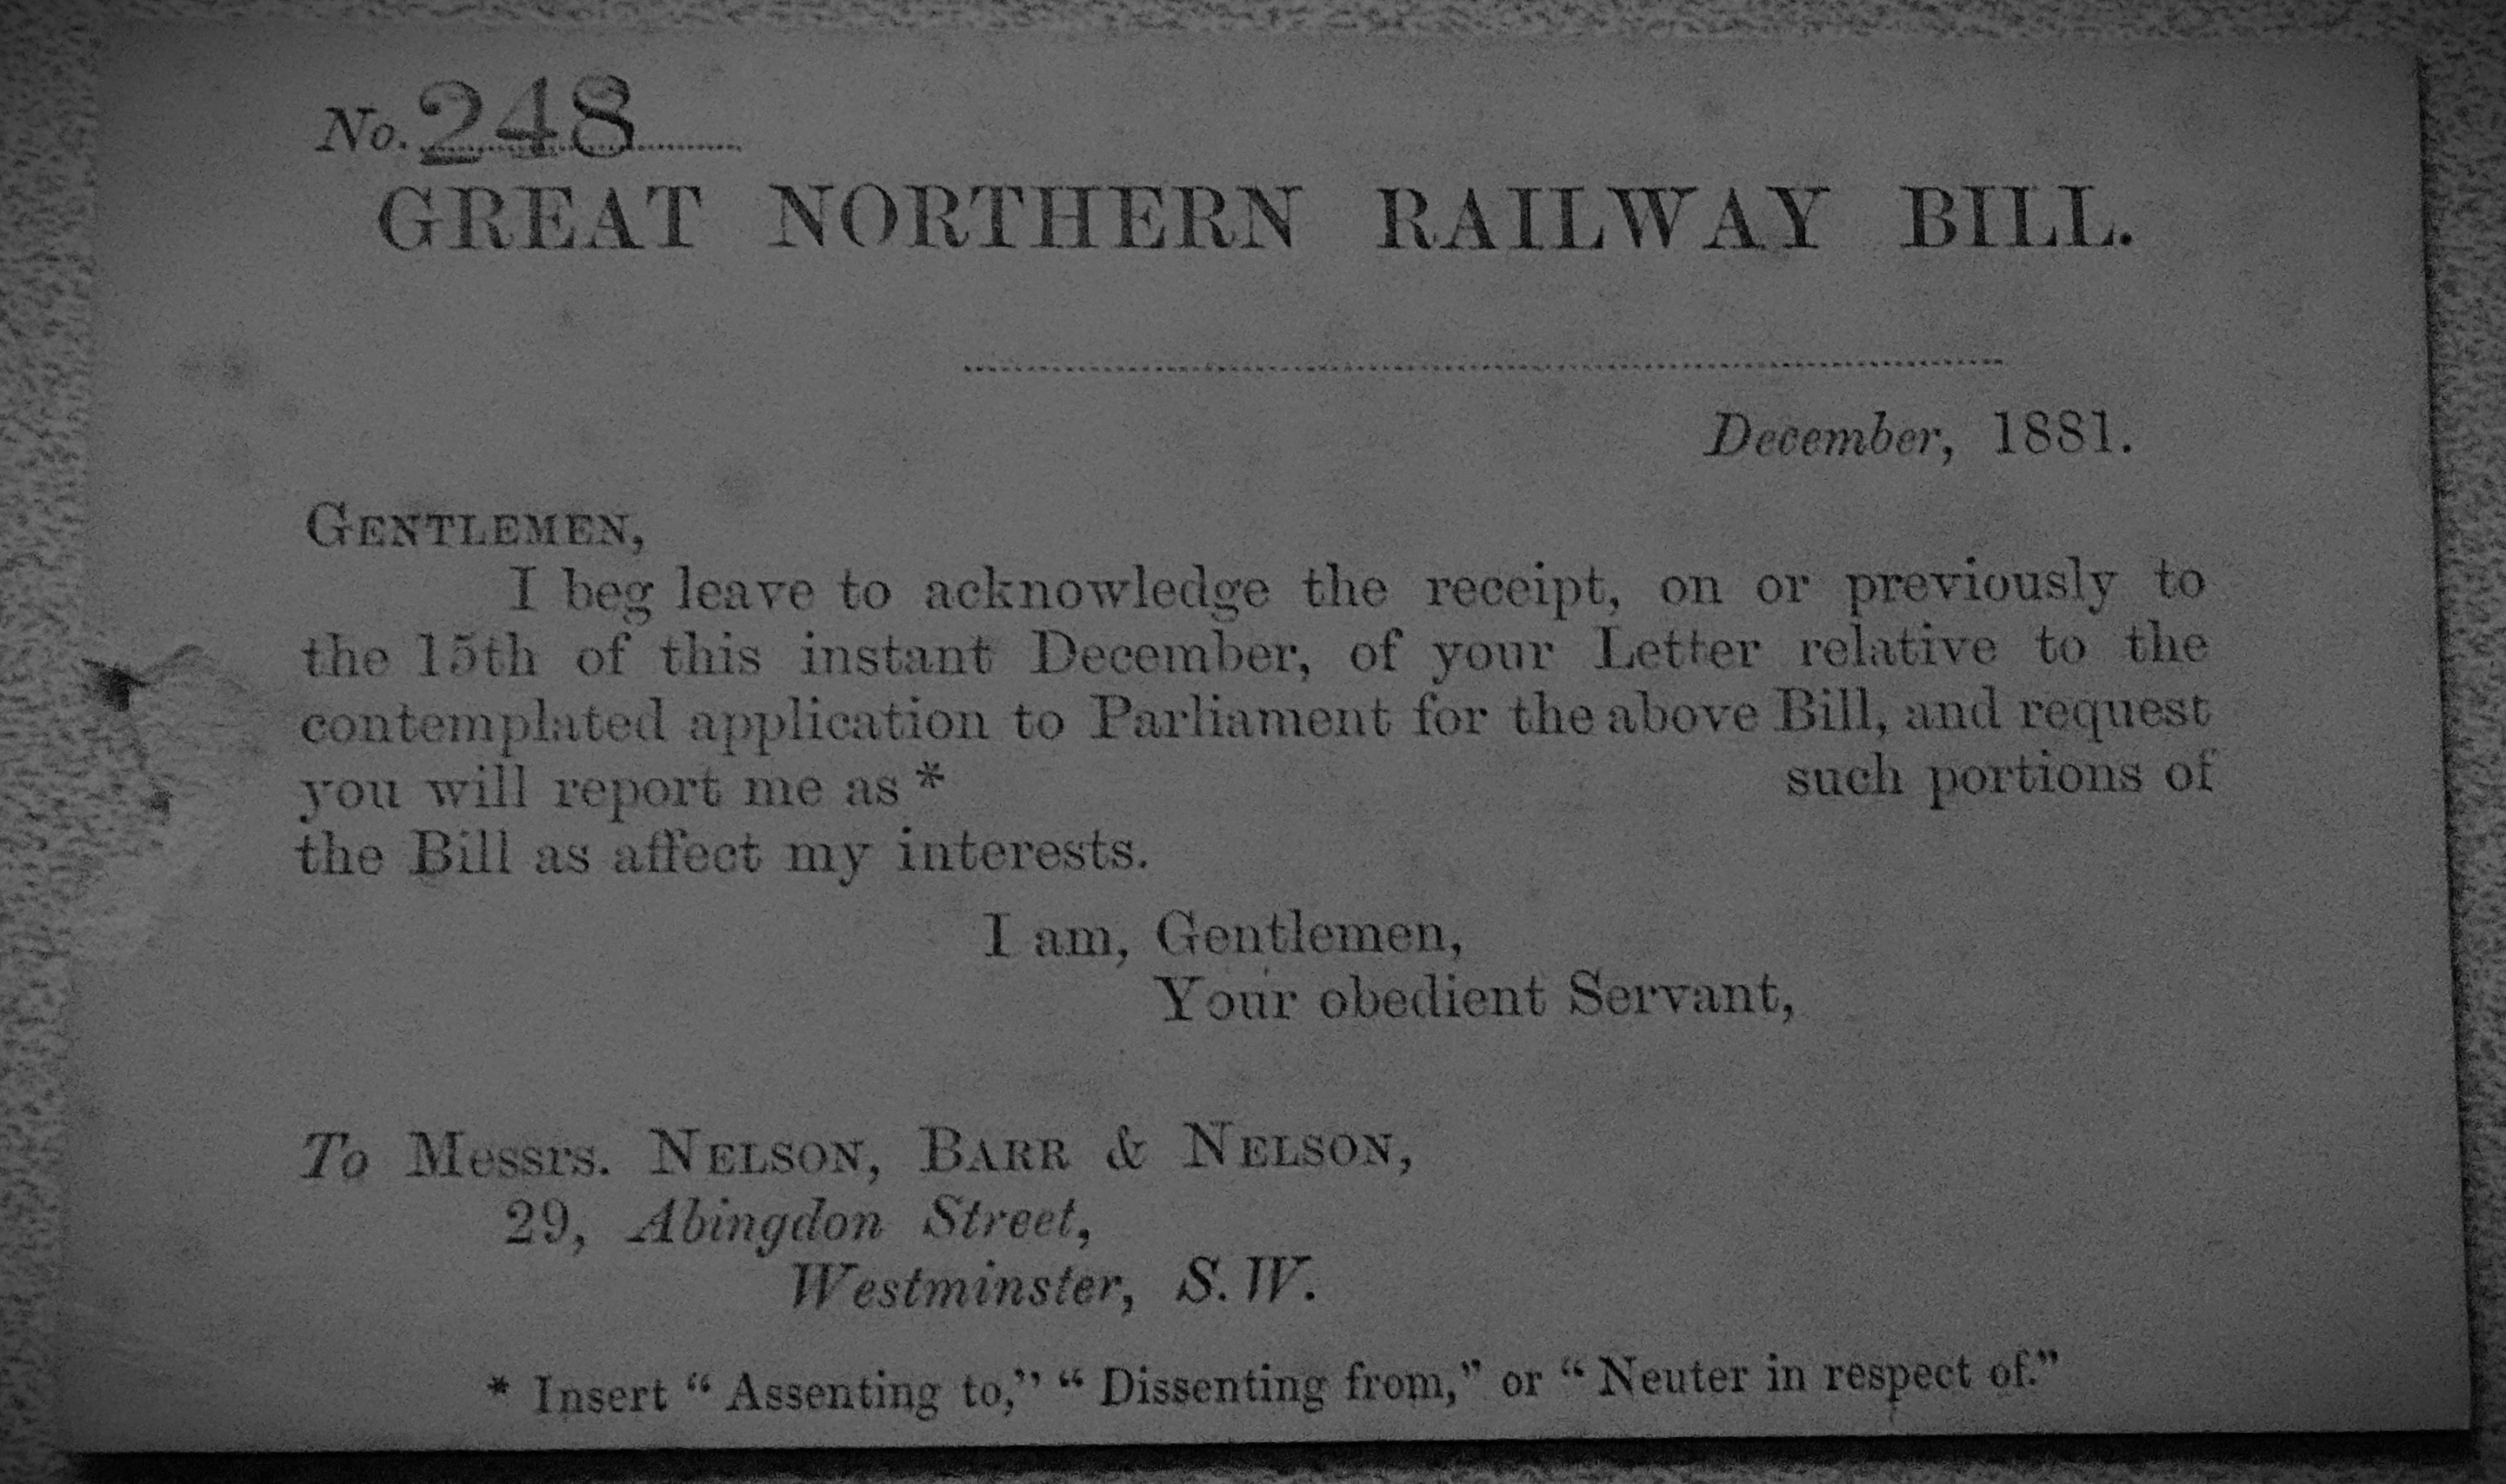 No. 248
GREAT NORTHERN RAILWAY BILL.
December, 1881.
GENTLEMEN,
I beg leave to acknowledge the receipt, on or previously to
the 15th of this instant December, of your Letter relative to the
contemplated application to Parliament for the above Bill, and request
you will report me as * such portions of
the Bill as affect my interests.
I am, Gentlemen,
Your obedient Servant,
To Messrs. NELSON, BARR & NELSON,
29, Abingdon Street,
Westminster, S.W.
* Insert “ Assenting to,” “ Dissenting from,” or “ Neuter in respect of.”